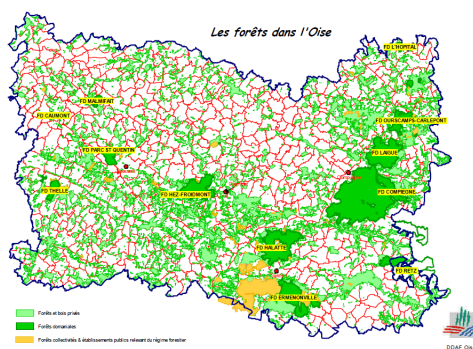 Les forêts dans l'Oise
FD L'HOPITAL
FD MALMIFAIT
FD CAUMONT
FD OURSCAMPS-CARLEPONT
FD PARC ST QUENTIN
FD LAIGUE
FD THELLE
FD HEZ-FROIDMONT
FD COMPIEGNE
FD HALATTE
FD RETZ
FD ERMENONVILLE
Forêts et bois privés
Forêts domaniales
Forêts collectivités & établissements publics relevant du régime forestier
DDAF Oise